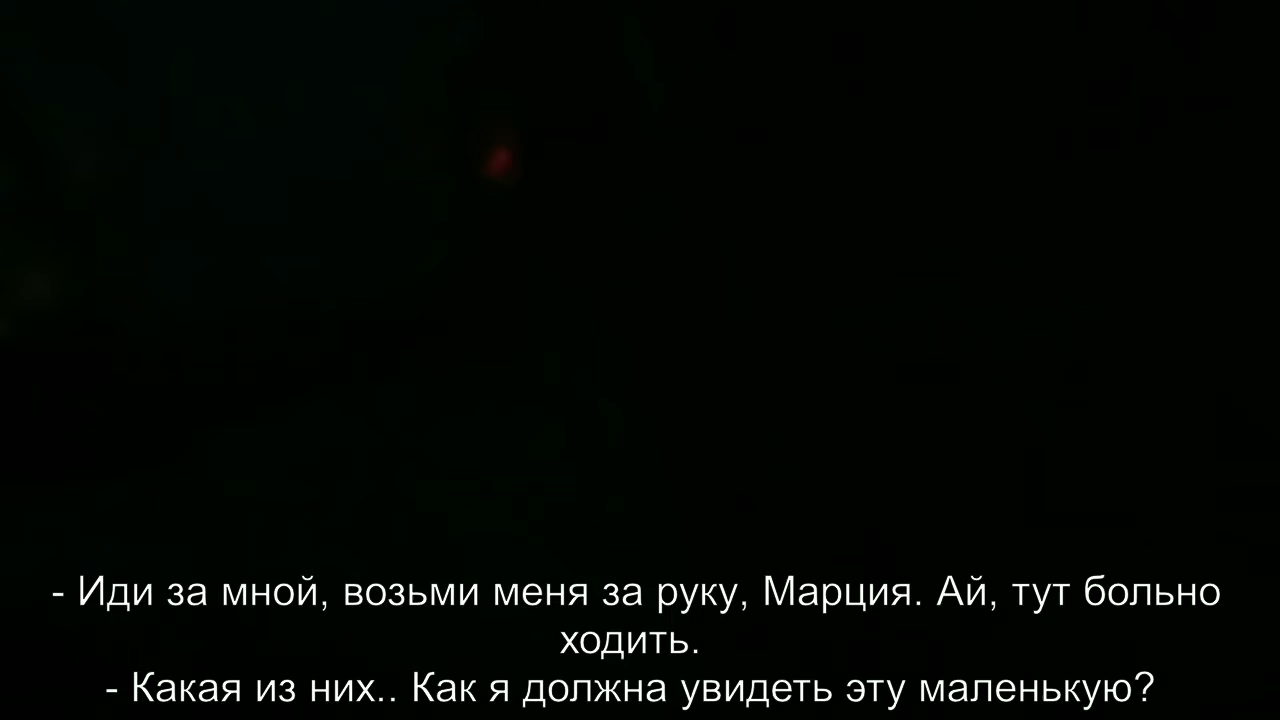 - Иди за мной, возьми меня за руку, Марция. Ай, тут больно
ходить.
- Какая из них.. Как я должна увидеть эту маленькую?